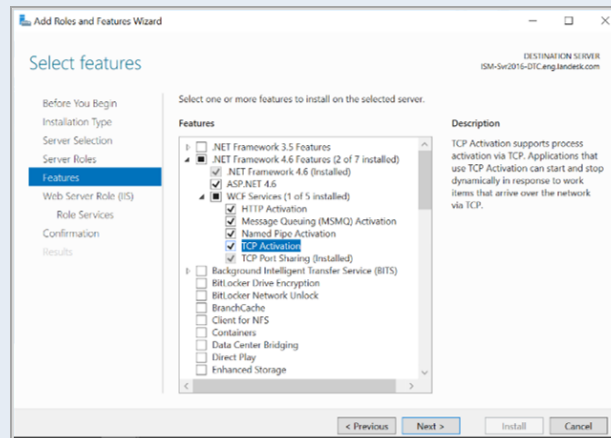 Add Roles and Features Wizard
Select features
DESTINATION SERVER
ISM-Svr2016-DTC.eng.landesk.com
Before You Begin
Installation Type
Server Selection
Server Roles
Features
Web Server Role (IIS)
Role Services
Confirmation
Results
Select one or more features to install on the selected server.
Features
.NET Framework 3.5 Features
.NET Framework 4.6 Features (2 of 7 installed)
.NET Framework 4.6 (Installed)
ASP.NET 4.6
WCF Services (1 of 5 installed)
HTTP Activation
Message Queuing (MSMQ) Activation
Named Pipe Activation
TCP Activation
TCP Port Sharing (Installed)
Background Intelligent Transfer Service (BITS)
BitLocker Drive Encryption
BitLocker Network Unlock
BranchCache
Client for NFS
Containers
Data Center Bridging
Direct Play
Enhanced Storage
Description
TCP Activation supports process
activation via TCP. Applications that
use TCP Activation can start and stop
dynamically in response to work
items that arrive over the network
via TCP.
< Previous
Next >
Install
Cancel